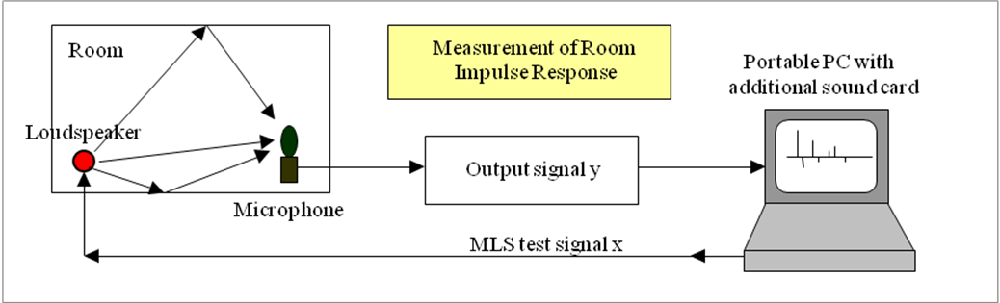 Room
Measurement of Room
Impulse Response
Portable PC with
additional sound card
Loudspeaker
Output signal y
Microphone
MLS test signal x